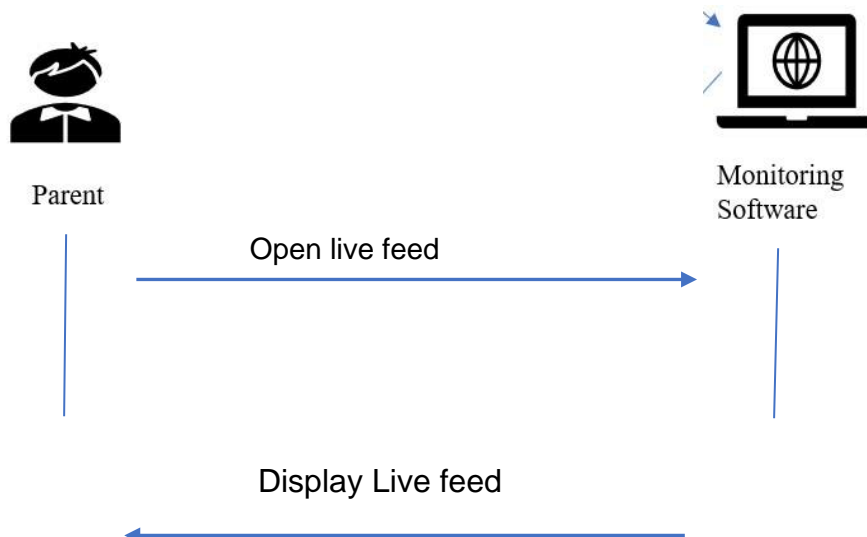 Parent
Monitoring
Software
Open live feed
Display Live feed